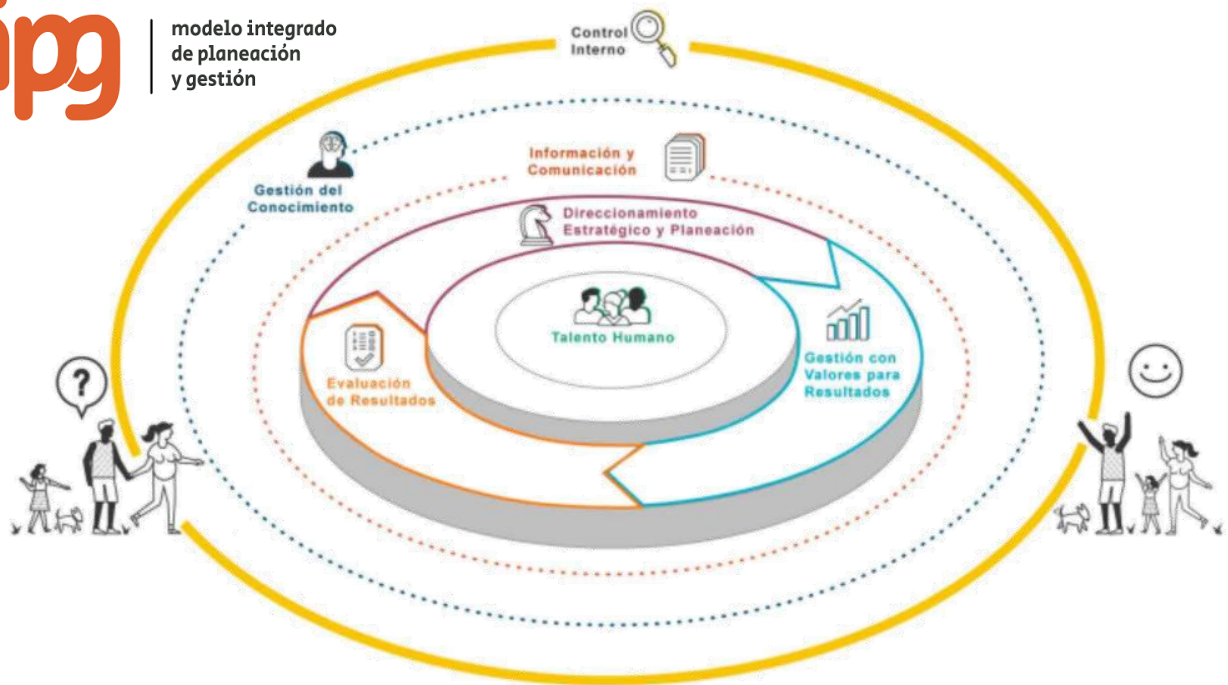 ipg
modelo integrado
de planeación
y gestión
Control
Interno
Gestión del
Conocimiento
Información y
Comunicación
Direccionamiento
Estratégico y Planeación
Talento Humano
Gestión con
Valores para
Resultados
Evaluación
de Resultados
?